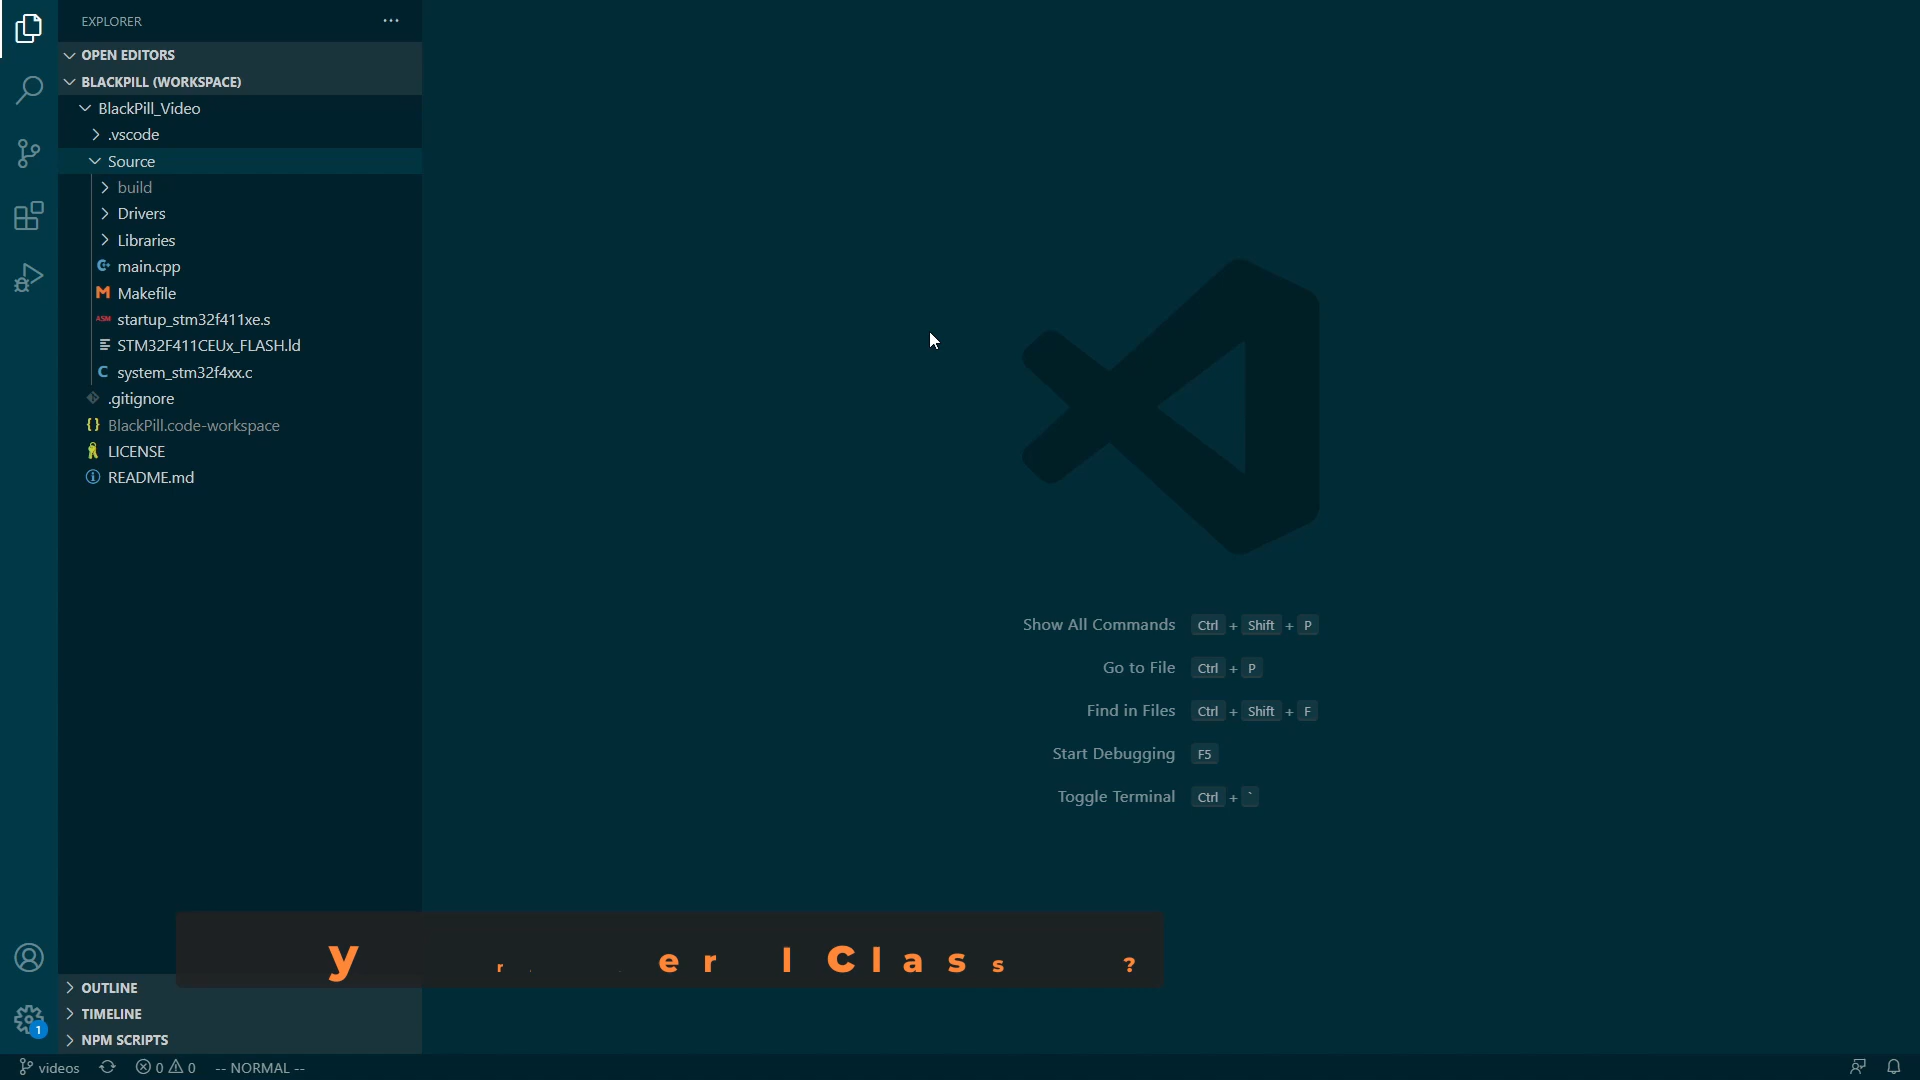 EXPLORER
OPEN EDITORS
BLACKPILL (WORKSPACE)
BlackPill_Video
.vscode
Source
build
Drivers
Libraries
main.cpp
Makefile
ASM startup_stm32f411xe.s
STM32F411CEUx_FLASH.ld
C system_stm32f4xx.c
.gitignore
{} BlackPill.code-workspace
LICENSE
README.md
Show All Commands Ctrl + Shift + P
Go to File Ctrl + P
Find in Files Ctrl + Shift + F
Start Debugging F5
Toggle Terminal Ctrl + `
y r e r l C l a s s ?
OUTLINE
TIMELINE
1
NPM SCRIPTS
videos 0 0 -- NORMAL --